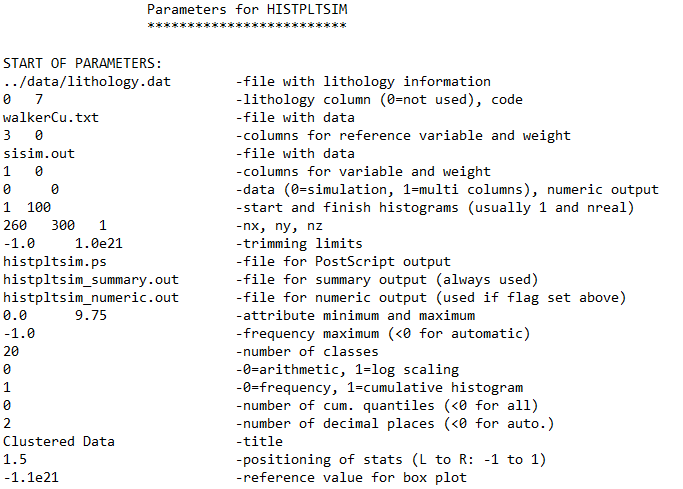 Parameters for HISTPLTSIM
*************************
START OF PARAMETERS:
../data/lithology.dat -file with lithology information
0 7 -lithology column (0=not used), code
walkerCu.txt -file with data
3 0 -columns for reference variable and weight
sisim.out -file with data
1 0 -columns for variable and weight
0 0 -data (0=simulation, 1=multi columns), numeric output
1 100 -start and finish histograms (usually 1 and nreal)
260 300 1 -nx, ny, nz
-1.0 1.0e21 -trimming limits
histpltsim.ps -file for PostScript output
histpltsim_summary.out -file for summary output (always used)
histpltsim_numeric.out -file for numeric output (used if flag set above)
0.0 9.75 -attribute minimum and maximum
-1.0 -frequency maximum (<0 for automatic)
20 -number of classes
0 -0=arithmetic, 1=log scaling
1 -0=frequency, 1=cumulative histogram
0 -number of cum. quantiles (<0 for all)
2 -number of decimal places (<0 for auto.)
Clustered Data -title
1.5 -positioning of stats (L to R: -1 to 1)
-1.1e21 -reference value for box plot